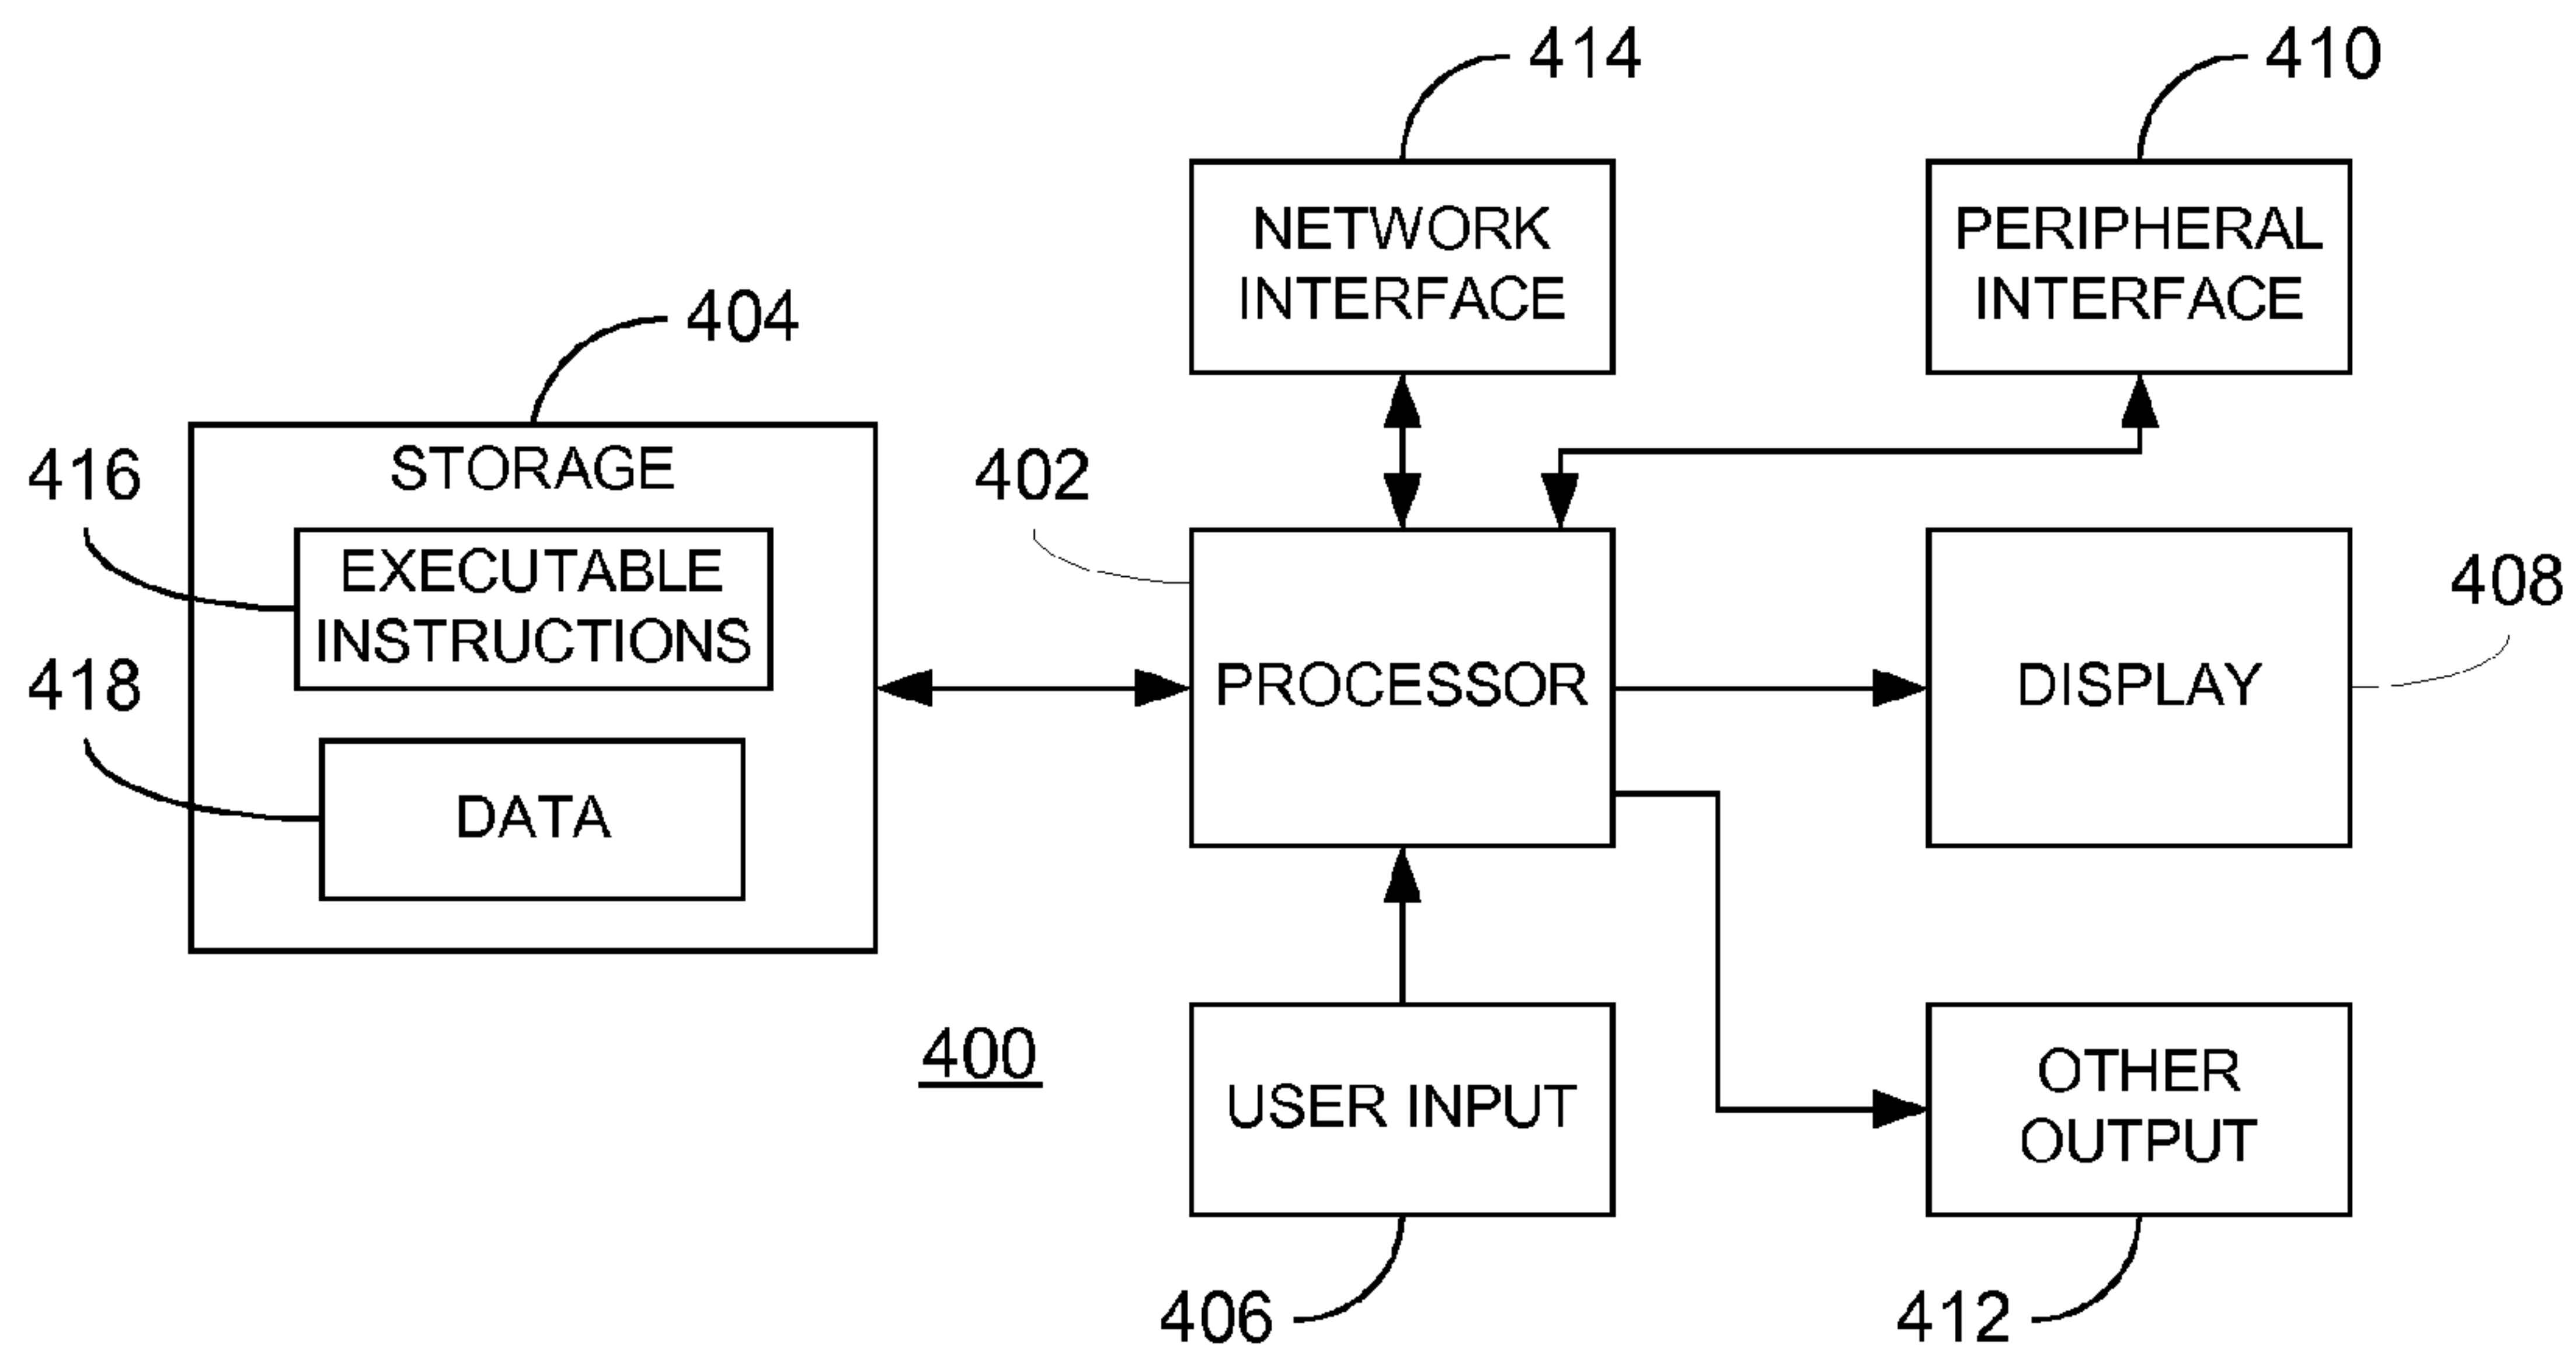 414
410
NETWORK
INTERFACE
PERIPHERAL
INTERFACE
404
STORAGE
416
EXECUTABLE
INSTRUCTIONS
418
DATA
402
PROCESSOR
408
DISPLAY
400
USER INPUT
OTHER
OUTPUT
406
412